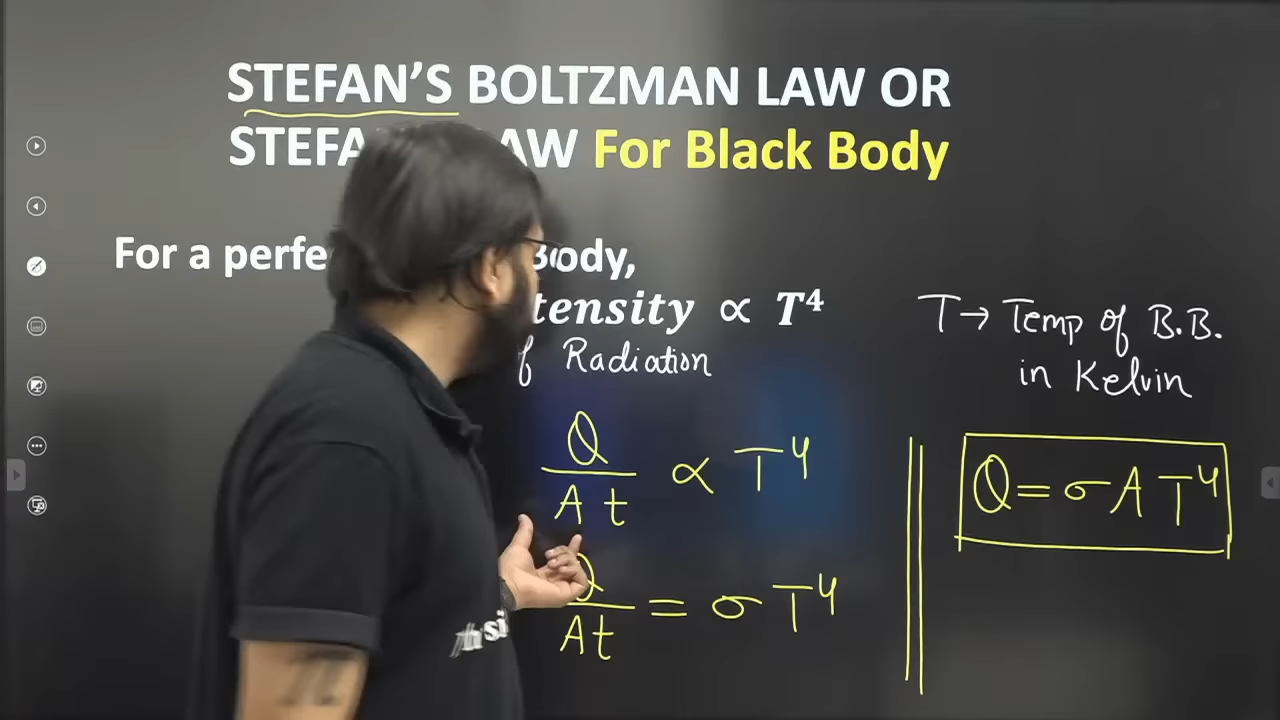 STEFAN'S BOLTZMAN LAW OR
STEFA AW For Black Body
For a perfe Body,
tensity ∝ T⁴
of Radiation
T → Temp of B.B.
in Kelvin
Q/At ∝ T⁴
Q/At = σ T⁴
Q = σ A T⁴